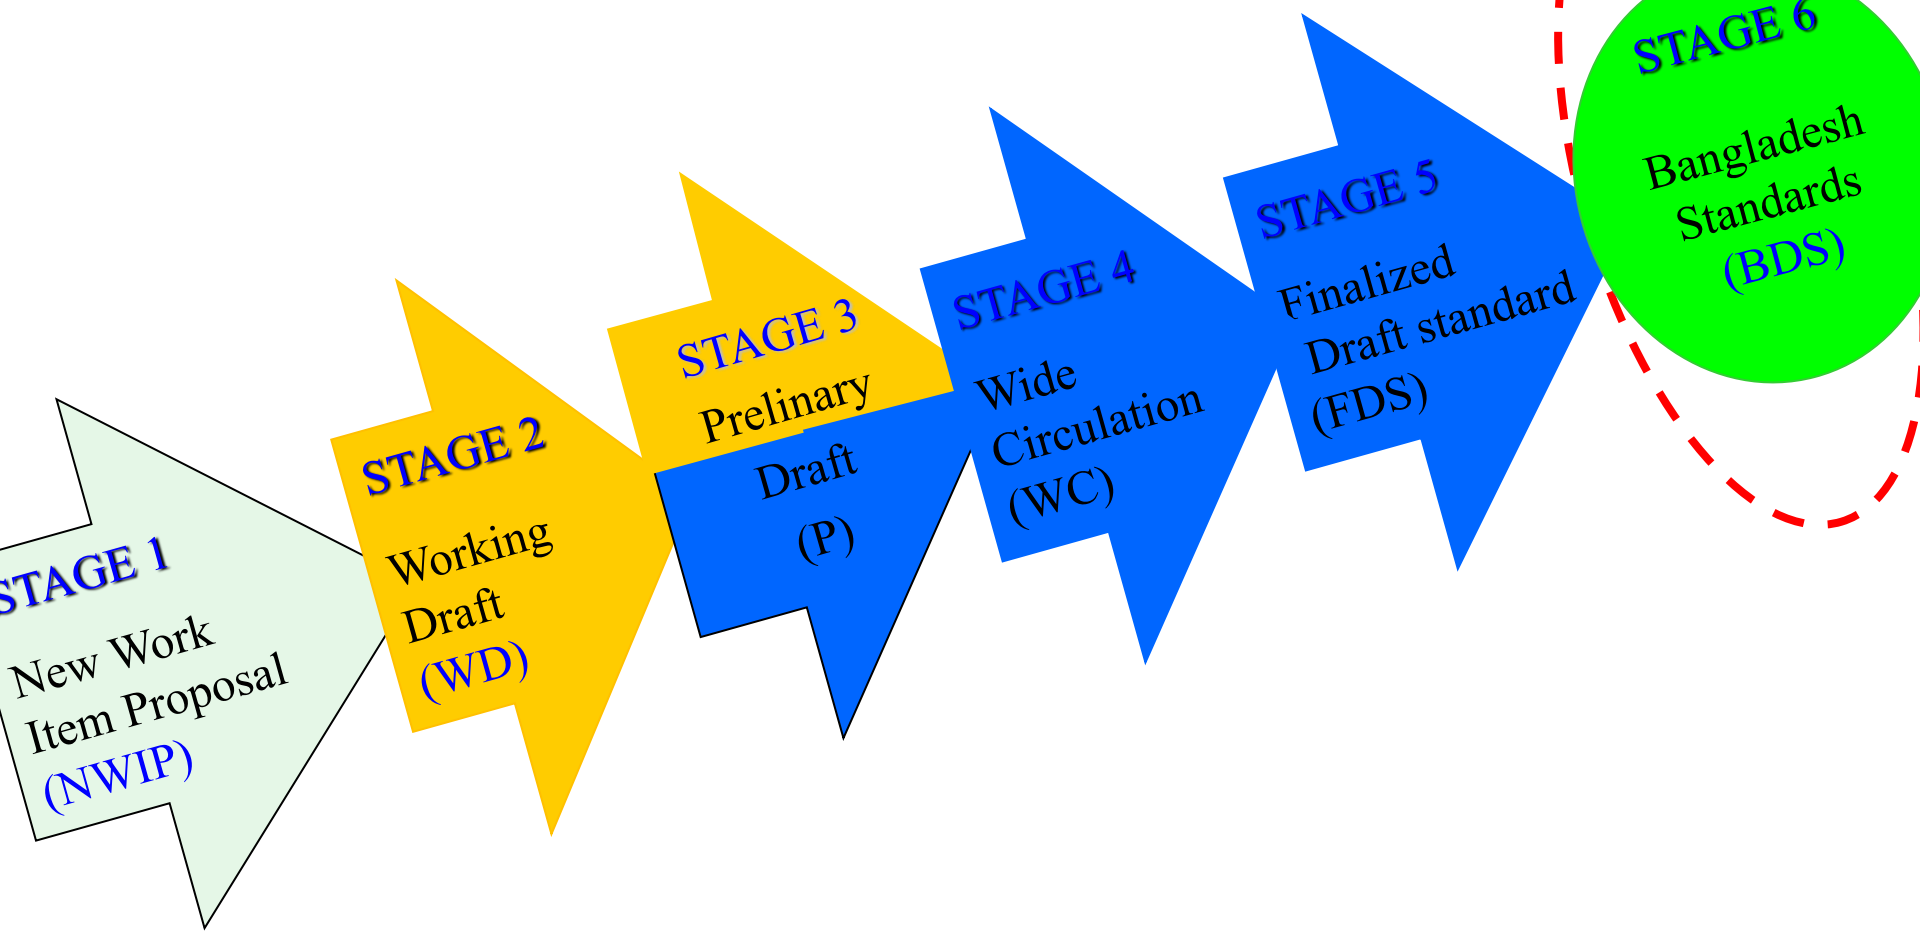 STAGE 1
New Work
Item Proposal
(NWIP)
STAGE 2
Working
Draft
(WD)
STAGE 3
Prelinary
Draft
(P)
STAGE 4
Wide
Circulation
(WC)
STAGE 5
Finalized
Draft standard
(FDS)
STAGE 6
Bangladesh
Standards
(BDS)